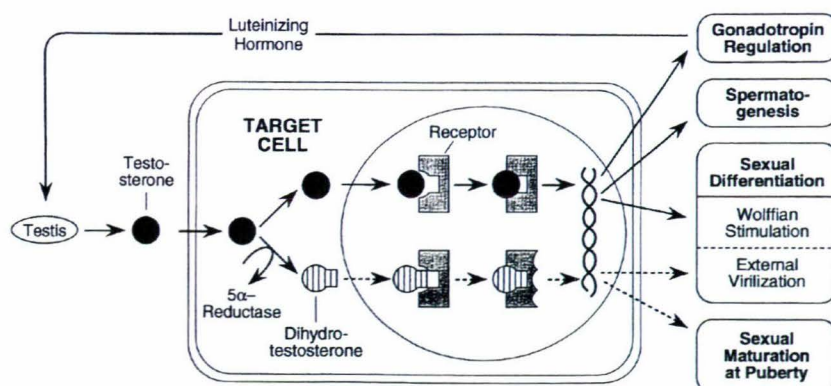 Luteinizing
Hormone
Gonadotropin
Regulation
Spermato-
genesis
TARGET
CELL
Receptor
Testo-
sterone
Sexual
Differentiation
Testis
Wolffian
Stimulation
External
Virilization
5α–
Reductase
Dihydro-
testosterone
Sexual
Maturation
at Puberty